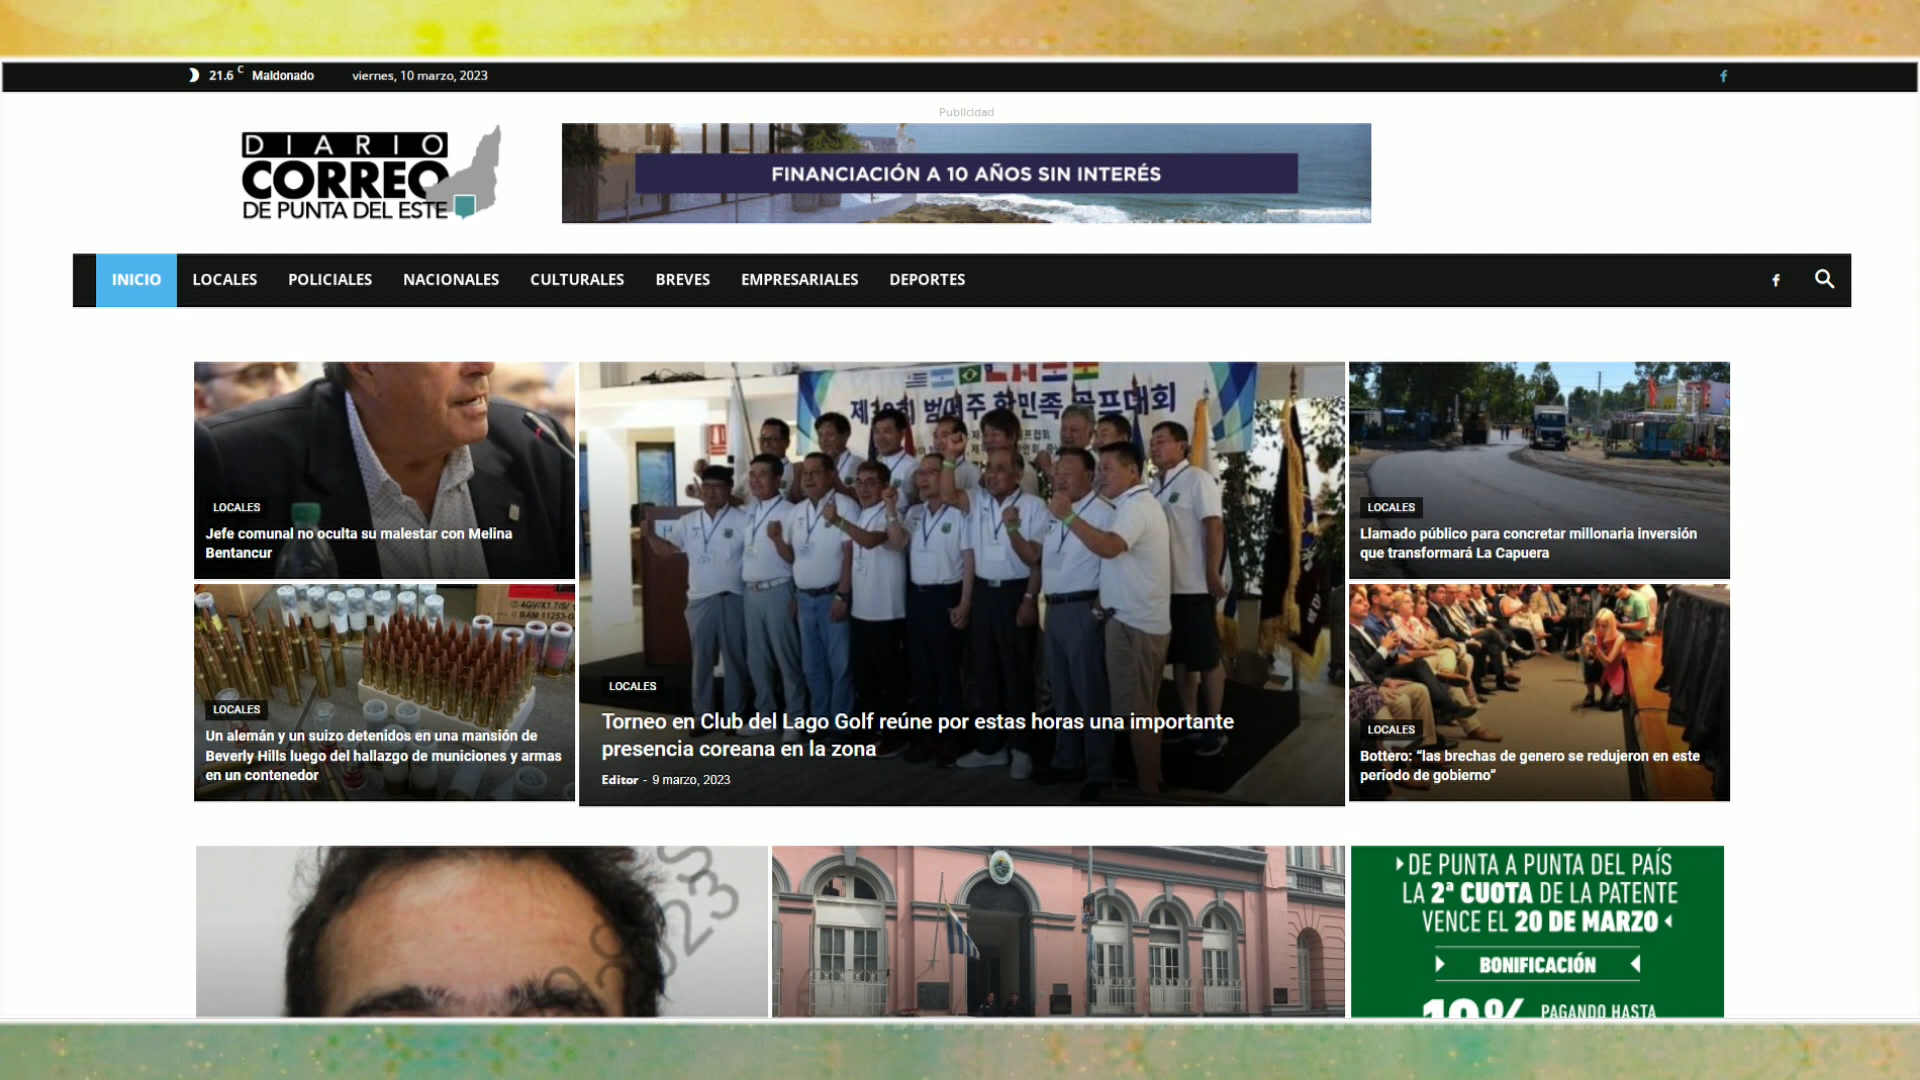 21.6 C Maldonado viernes, 10 marzo, 2023
Publicidad
DIARIO
CORREO
DE PUNTA DEL ESTE
FINANCIACIÓN A 10 AÑOS SIN INTERÉS
INICIO LOCALES POLICIALES NACIONALES CULTURALES BREVES EMPRESARIALES DEPORTES
LOCALES
Jefe comunal no oculta su malestar con Melina
Bentancur
LOCALES
Un alemán y un suizo detenidos en una mansión de
Beverly Hills luego del hallazgo de municiones y armas
en un contenedor
LOCALES
Torneo en Club del Lago Golf reúne por estas horas una importante
presencia coreana en la zona
Editor - 9 marzo, 2023
LOCALES
Llamado público para concretar millonaria inversión
que transformará La Capuera
LOCALES
Bottero: “las brechas de genero se redujeron en este
período de gobierno”
DE PUNTA A PUNTA DEL PAÍS
LA 2ª CUOTA DE LA PATENTE
VENCE EL 20 DE MARZO
BONIFICACIÓN
10% PAGANDO HASTA